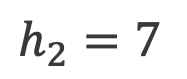 h₂ = 7